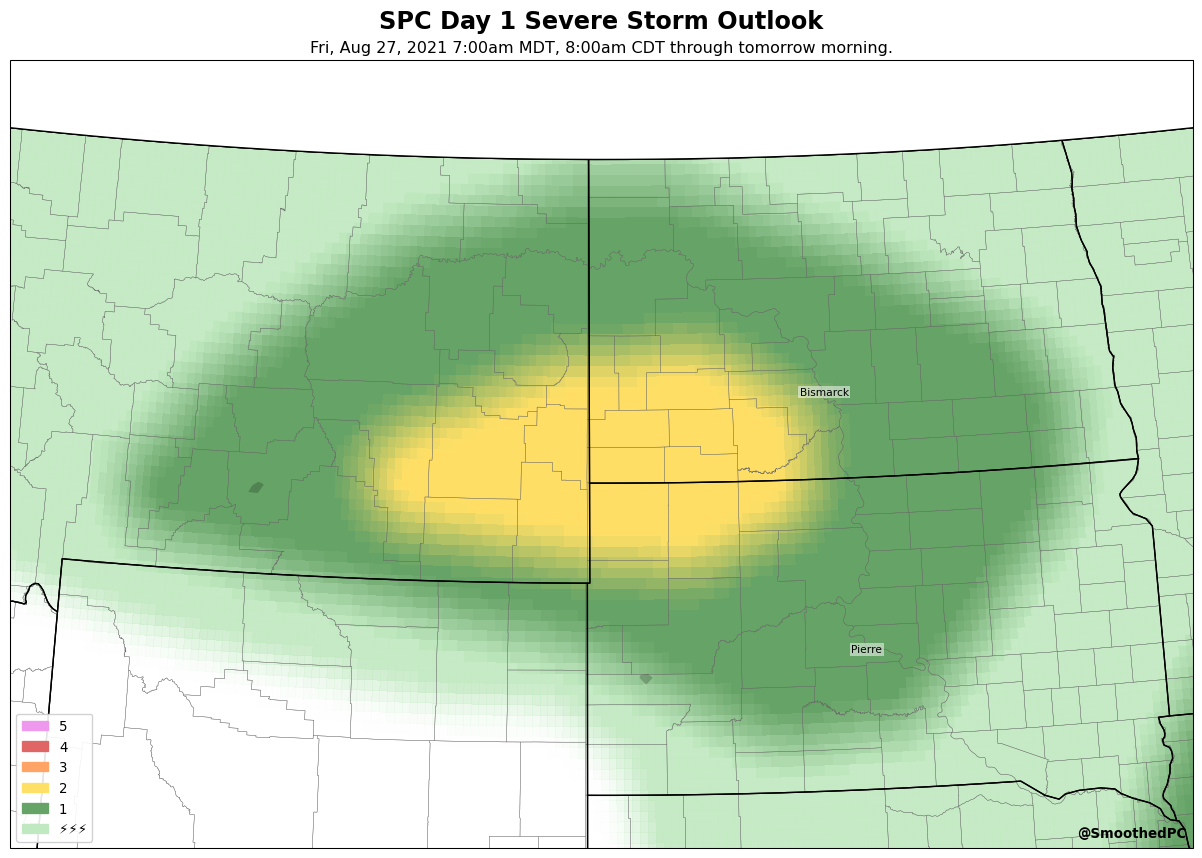 SPC Day 1 Severe Storm Outlook
Fri, Aug 27, 2021 7:00am MDT, 8:00am CDT through tomorrow morning.
Bismarck
Pierre
5
4
3
2
1
⚡⚡⚡
@SmoothedPC